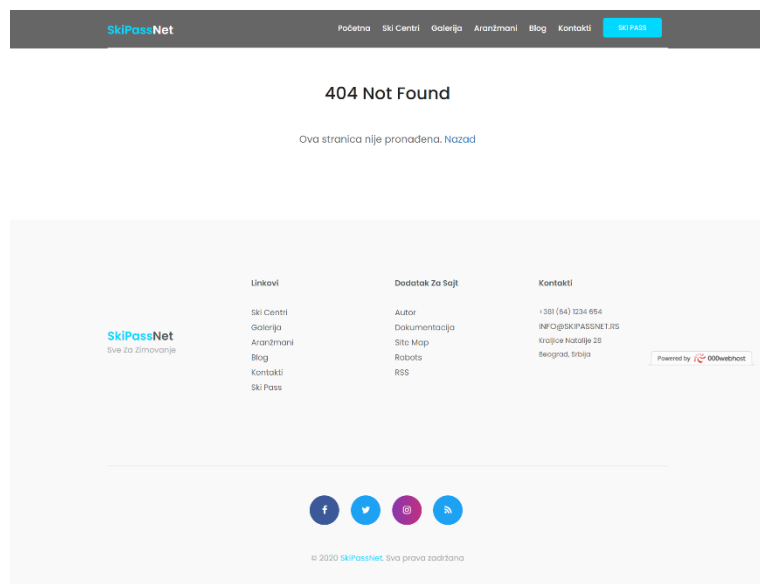 SkiPassNet
Početna Ski Centri Galerija Aranžmani Blog Kontakti SKI PASS
404 Not Found
Ova stranica nije pronađena. Nazad
SkiPassNet
Sve Za Zimovanje
Linkovi
Ski Centri
Galerija
Aranžmani
Blog
Kontakti
Ski Pass
Dodatak Za Sajt
Autor
Dokumentacija
Site Map
Robots
RSS
Kontakti
+381 (64) 1234 654
INFO@SKIPASSNET.RS
Kraljice Natalije 28
Beograd, Srbija
Powered by 000webhost
© 2020 SkiPassNet. Sva prava zadržana